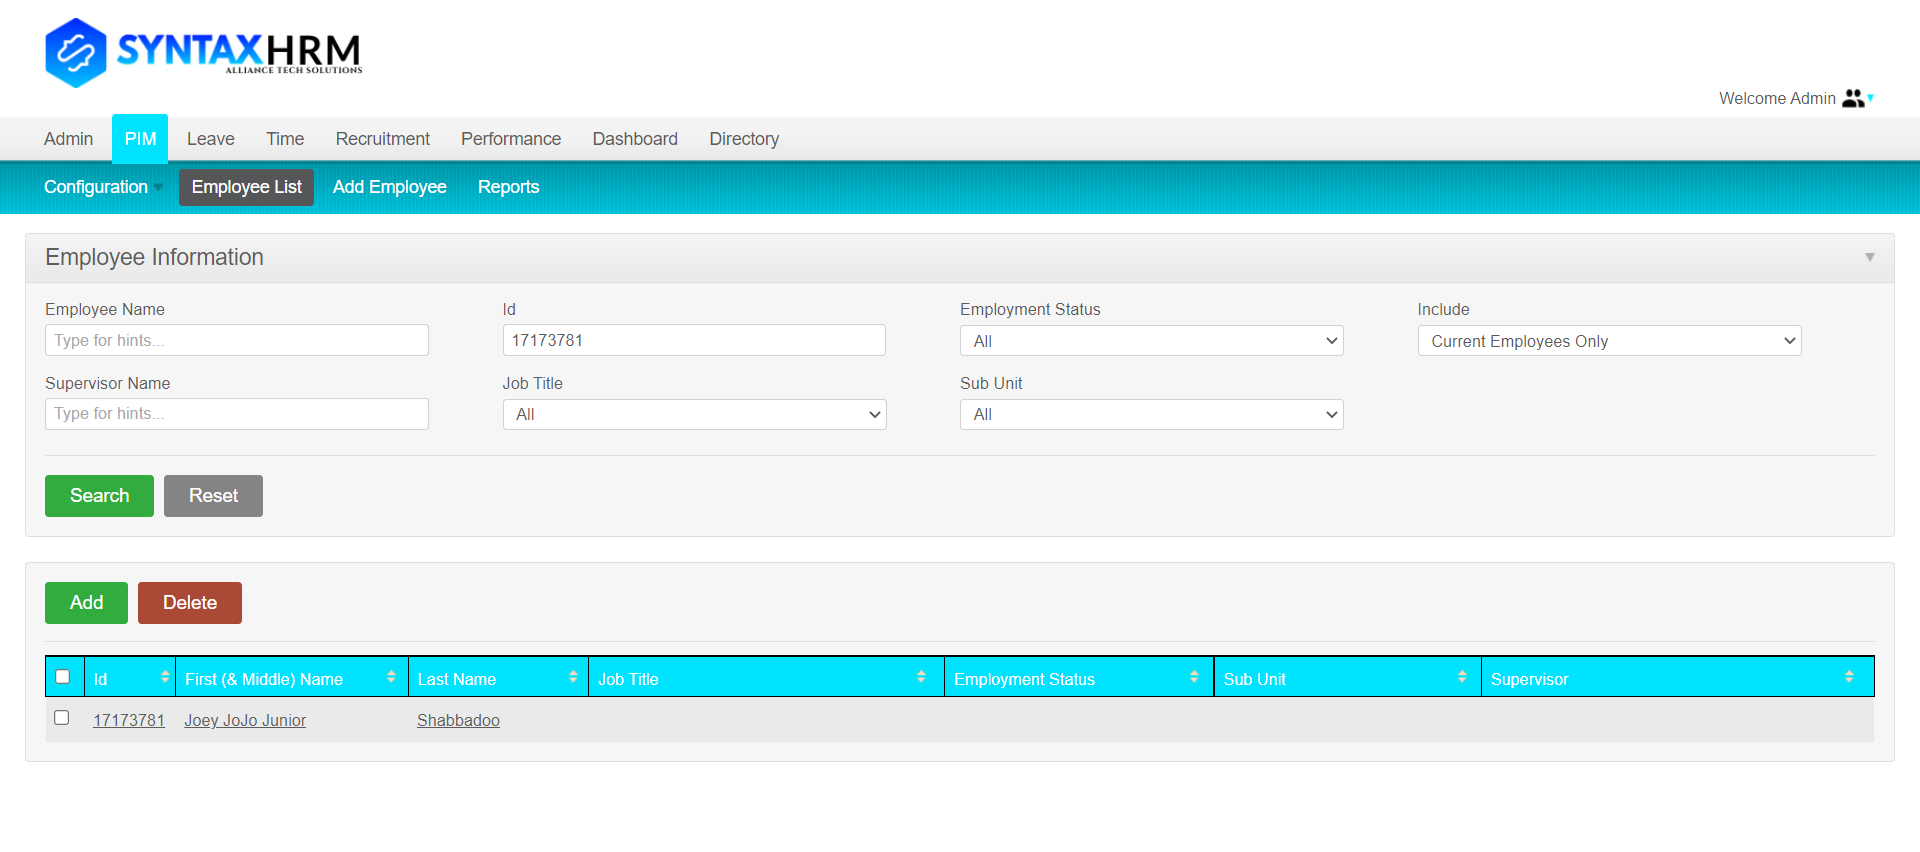 SYNTAXHRM
ALLIANCE TECH SOLUTIONS
Welcome Admin
Admin PIM Leave Time Recruitment Performance Dashboard Directory
Configuration Employee List Add Employee Reports
Employee Information
Employee Name Id Employment Status Include
Type for hints... 17173781 All Current Employees Only
Supervisor Name Job Title Sub Unit
Type for hints... All All
Search Reset
Add Delete
Id First (& Middle) Name Last Name Job Title Employment Status Sub Unit Supervisor
17173781 Joey JoJo Junior Shabbadoo